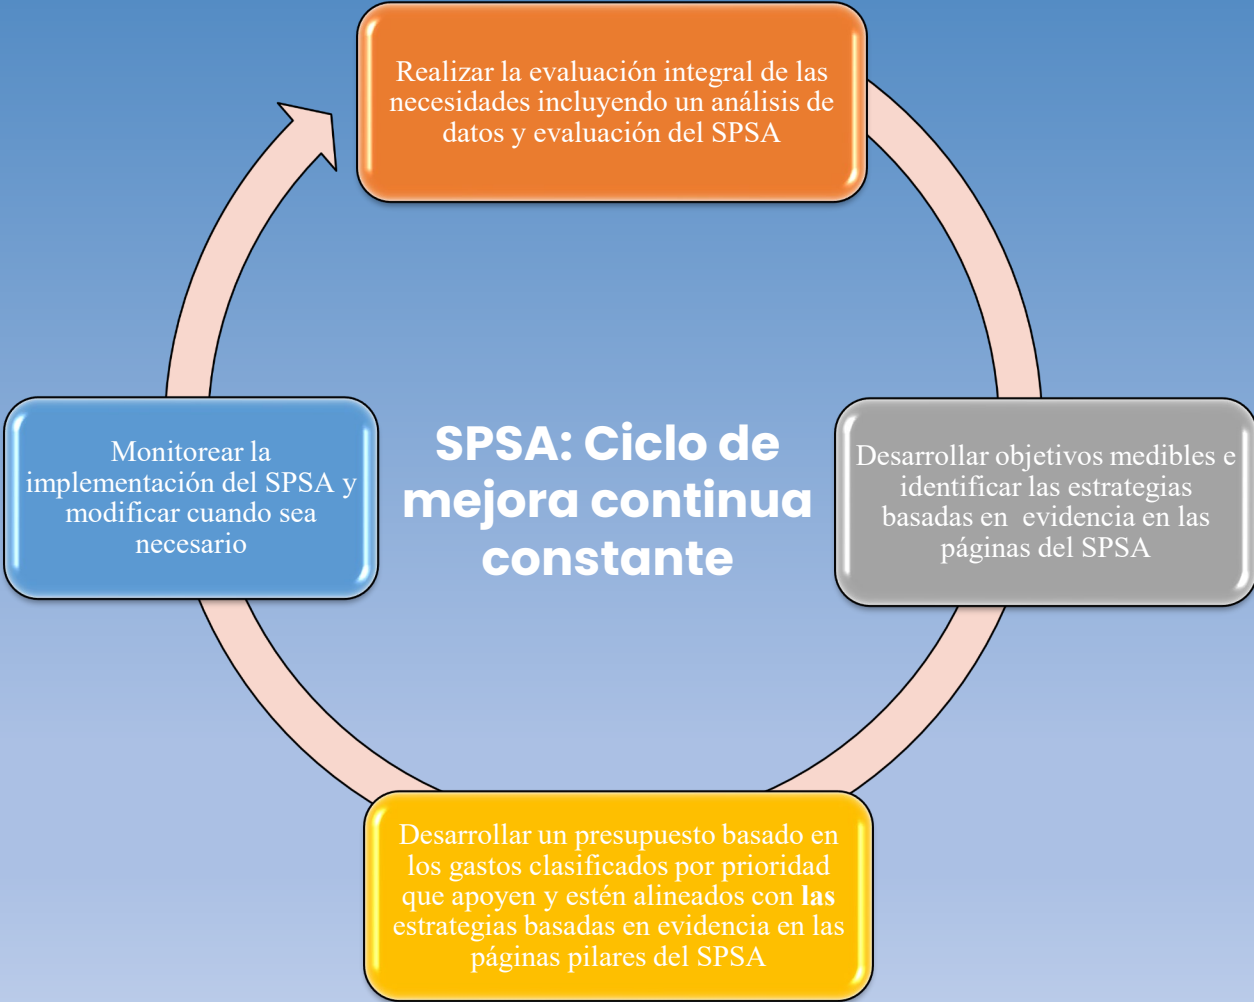 Realizar la evaluación integral de las
necesidades incluyendo un análisis de
datos y evaluación del SPSA
SPSA: Ciclo de
mejora continua
constante
Desarrollar objetivos medibles e
identificar las estrategias
basadas en  evidencia en las
páginas del SPSA
Desarrollar un presupuesto basado en
los gastos clasificados por prioridad
que apoyen y estén alineados con las
estrategias basadas en evidencia en las
páginas pilares del SPSA
Monitorear la
implementación del SPSA y
modificar cuando sea
necesario